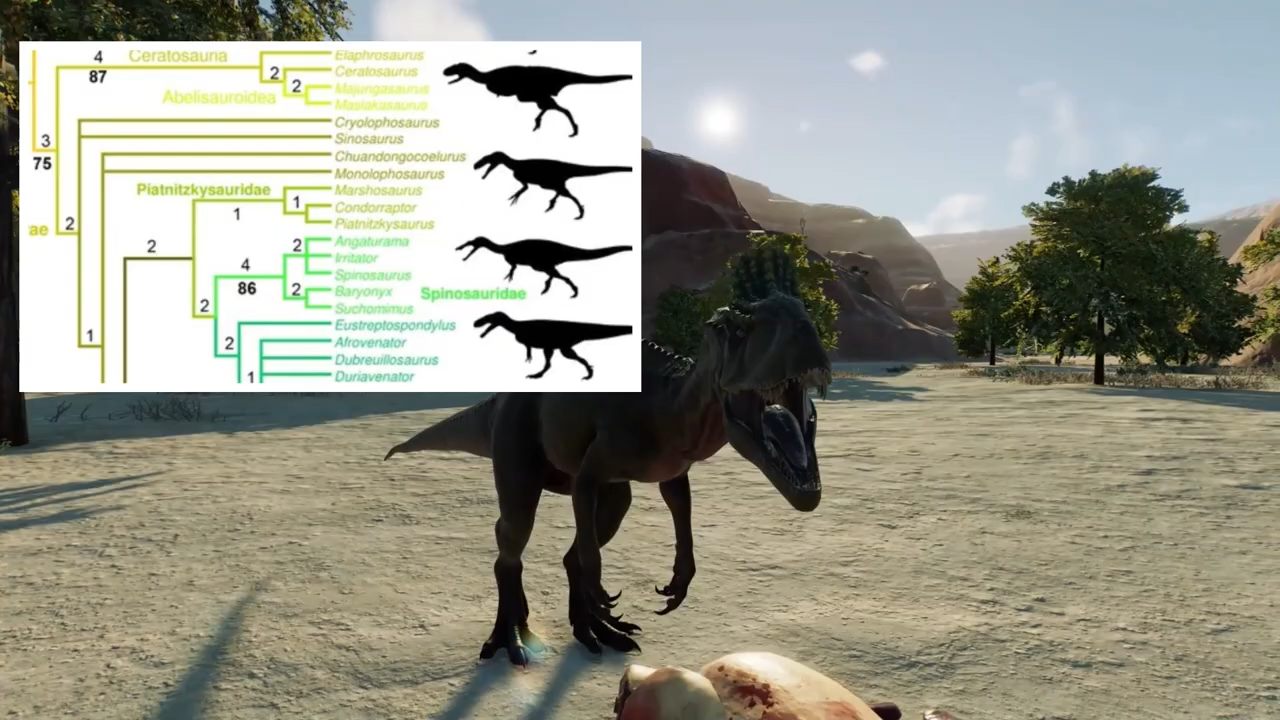 4
Ceratosauria
Elaphrosaurus
87
2
Ceratosaurus
2
Majungasaurus
Abelisauroidea
Masiakasaurus
Cryolophosaurus
3
Sinosaurus
75
Chuandongocoelurus
Monolophosaurus
Piatnitzkysauridae
Marshosaurus
1
1
Condorraptor
2
Piatnitzkysaurus
ae
2
2
Angaturama
4
Irritator
86
Spinosaurus
2
Baryonyx
Spinosauridae
2
Suchomimus
Eustreptospondylus
1
2
Afrovenator
Dubreuillosaurus
1
Duriavenator